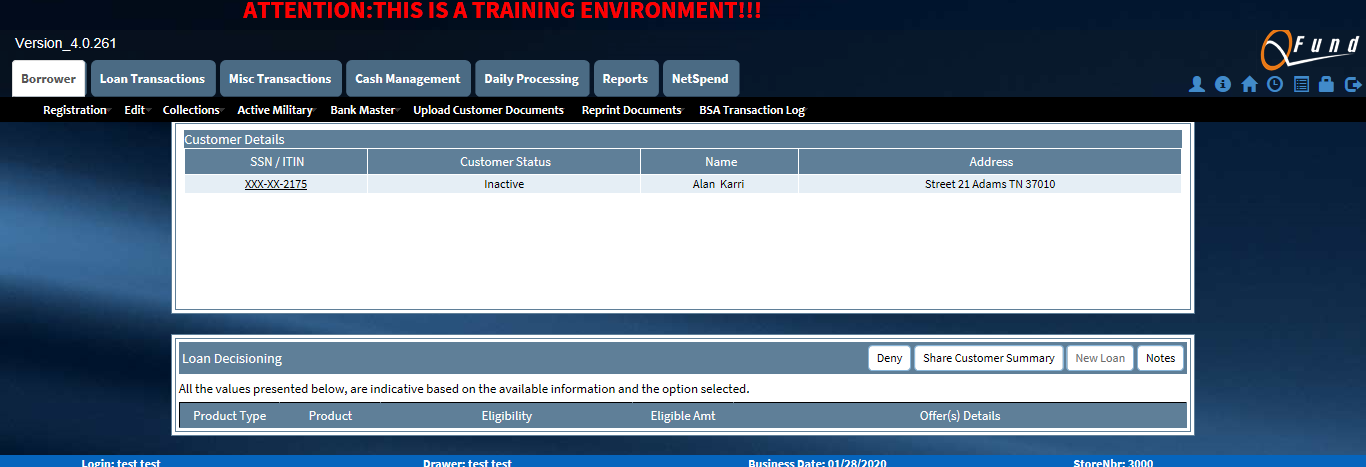 ATTENTION:THIS IS A TRAINING ENVIRONMENT!!!
Version_4.0.261
QFund
Borrower Loan Transactions Misc Transactions Cash Management Daily Processing Reports NetSpend
Registration Edit Collections Active Military Bank Master Upload Customer Documents Reprint Documents BSA Transaction Log
Customer Details
SSN / ITIN Customer Status Name Address
XXX-XX-2175 Inactive Alan Karri Street 21 Adams TN 37010
Loan Decisioning Deny Share Customer Summary New Loan Notes
All the values presented below, are indicative based on the available information and the option selected.
Product Type Product Eligibility Eligible Amt Offer(s) Details
Login: test test Drawer: test test Business Date: 01/28/2020 StoreNbr: 3000